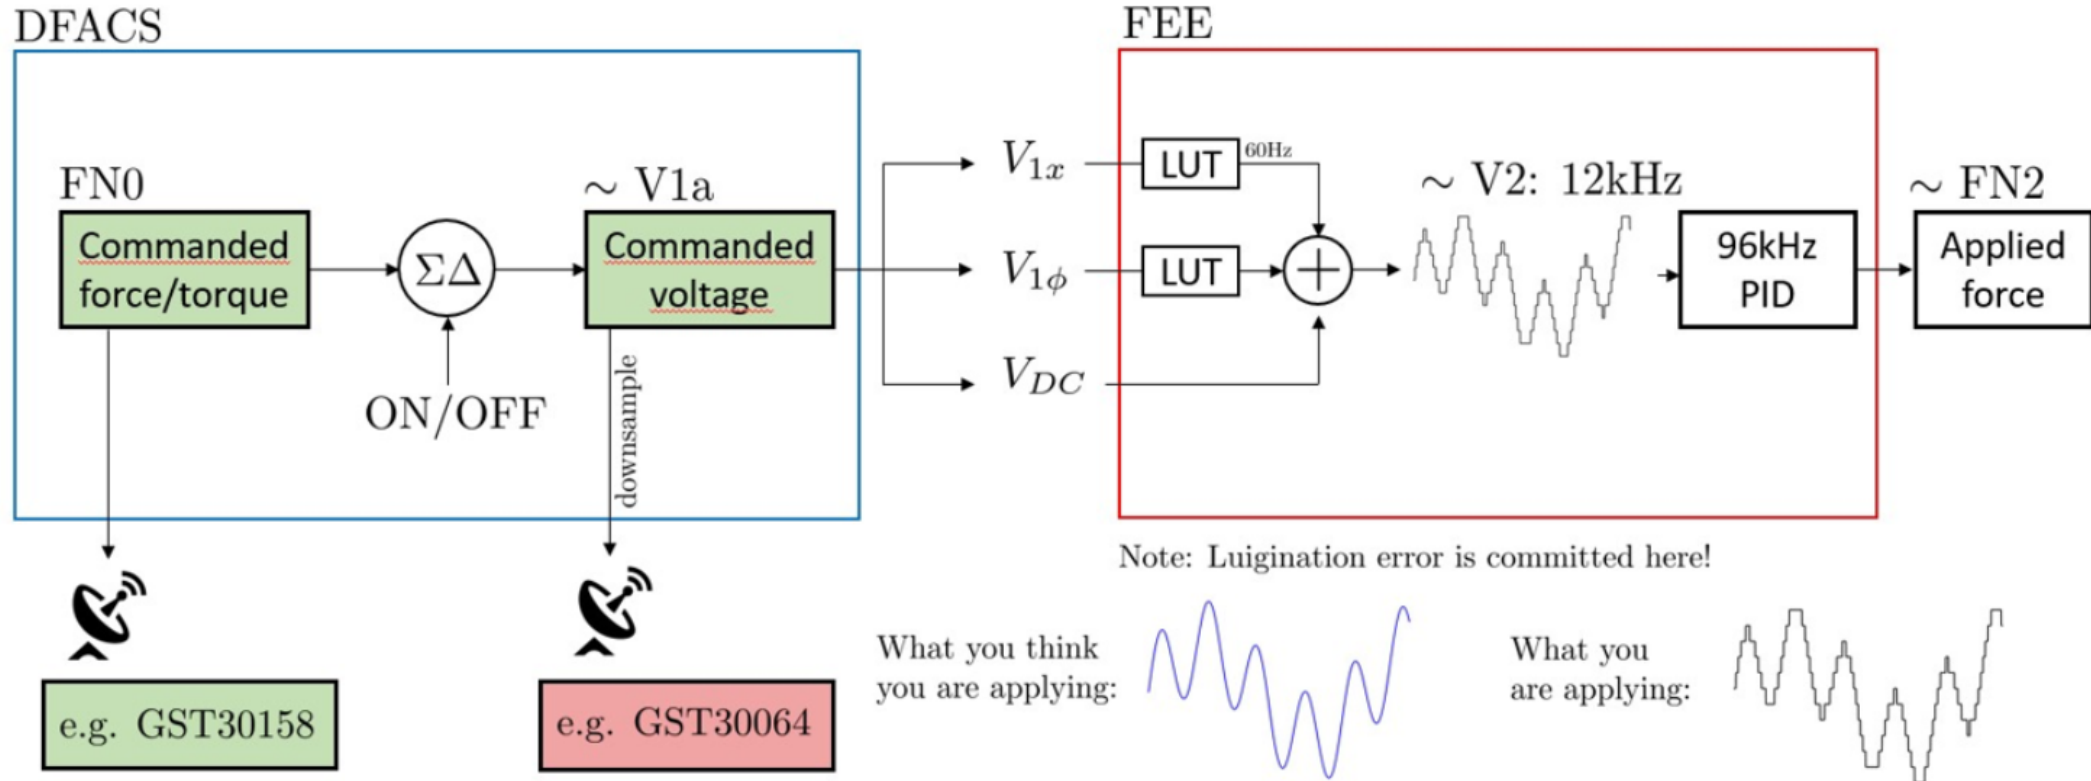 DFACS
FEE
FN0
Commanded
force/torque
ΣΔ
ON/OFF
~ V1a
Commanded
voltage
downsample
V1x
V1ϕ
VDC
LUT
60Hz
LUT
+
~ V2: 12kHz
96kHz
PID
~ FN2
Applied
force
e.g. GST30158
e.g. GST30064
Note: Luigination error is committed here!
What you think
you are applying:
What you
are applying: